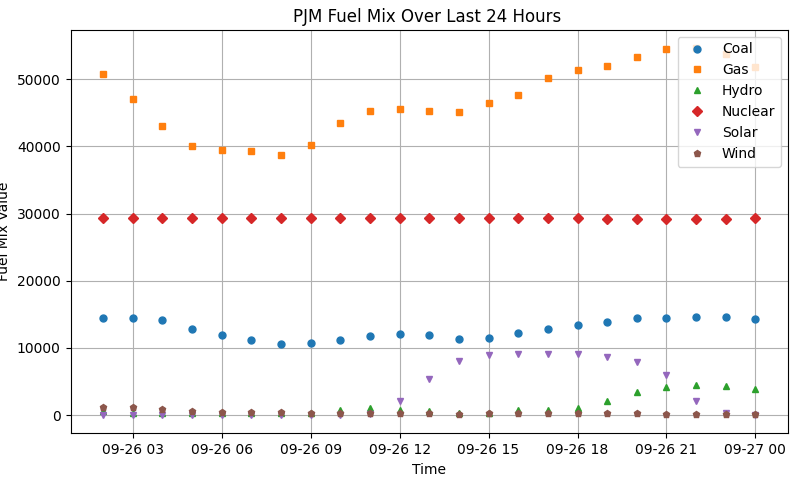 PJM Fuel Mix Over Last 24 Hours
Fuel Mix Value
50000
40000
30000
20000
10000
0
Coal
Gas
Hydro
Nuclear
Solar
Wind
09-26 03 09-26 06 09-26 09 09-26 12 09-26 15 09-26 18 09-26 21 09-27 00
Time